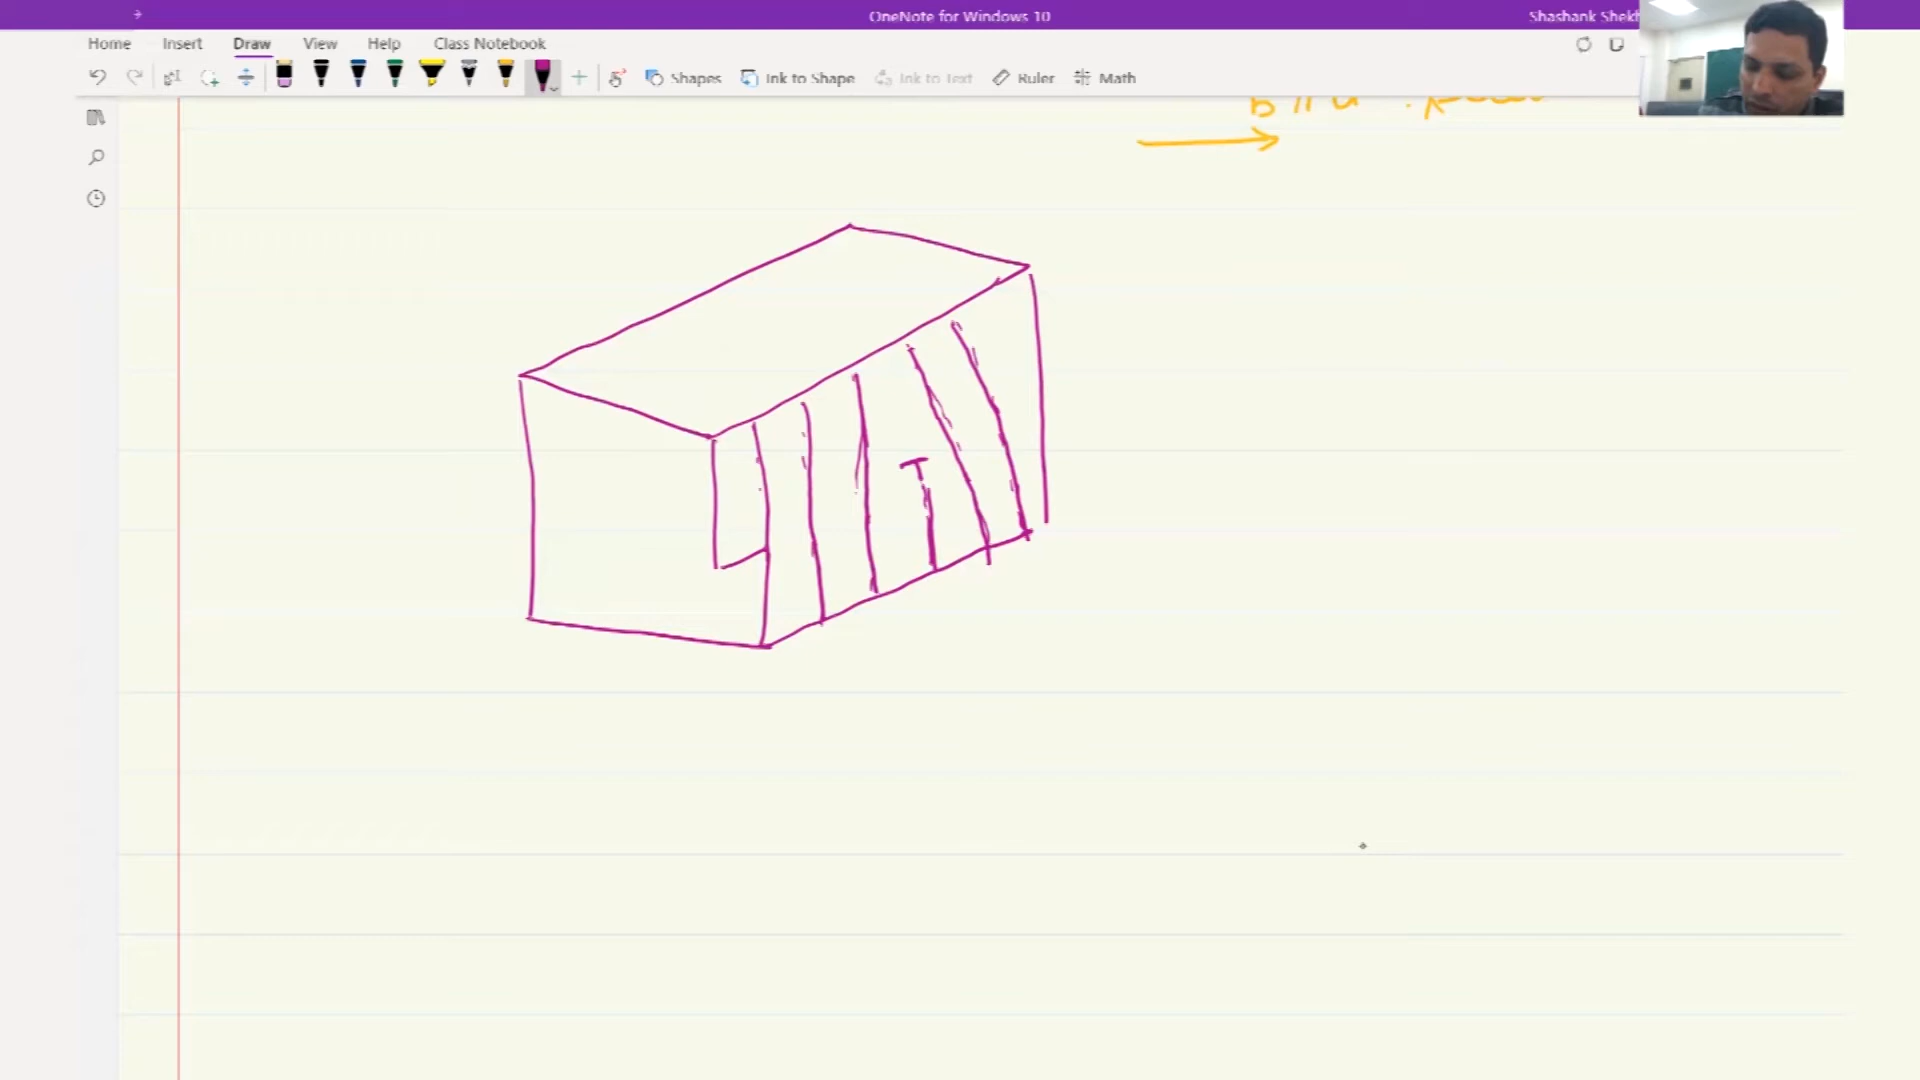 OneNote for Windows 10
Shashank Shekh
Home Insert Draw View Help Class Notebook
Shapes Ink to Shape Ink to Text Ruler Math
T